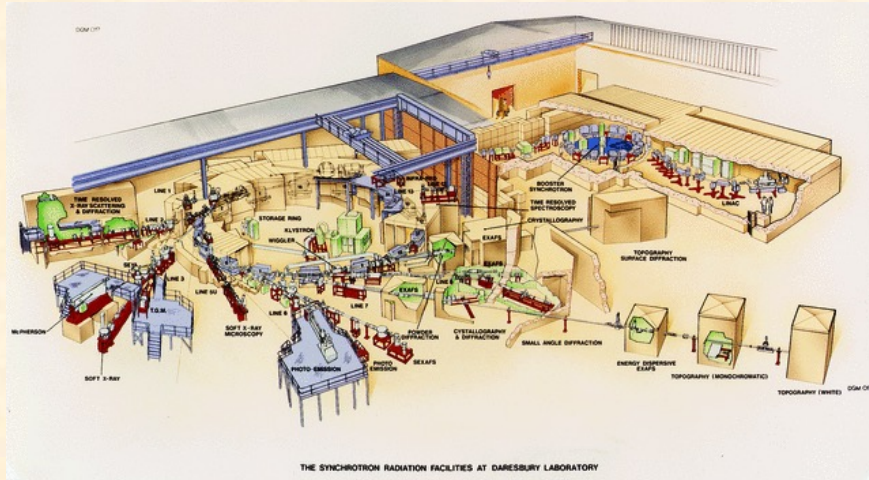 LINE 1
TIME RESOLVED
X-RAY SCATTERING
& DIFFRACTION
LINE 2
STORAGE RING
KLYSTRON
WIGGLER
LINE 3
LINE 5U
T.G.M.
McPHERSON
SOFT X-RAY
SOFT X-RAY
MICROSCOPY
LINE 6
LINE 7
PHOTO-EMISSION
PHOTO
EMISSION
SEXAFS
POWDER
DIFFRACTION
CYSTALLOGRAPHY
& DIFFRACTION
EXAFS
EXAFS
EXAFS
BOOSTER
SYNCHROTRON
TIME RESOLVED
SPECTROSCOPY
CRYSTALLOGRAPHY
LINAC
TOPOGRAPHY
SURFACE DIFFRACTION
SMALL ANGLE DIFFRACTION
ENERGY DISPERSIVE
EXAFS
TOPOGRAPHY (MONOCHROMATIC)
TOPOGRAPHY (WHITE)
THE SYNCHROTRON RADIATION FACILITIES AT DARESBURY LABORATORY